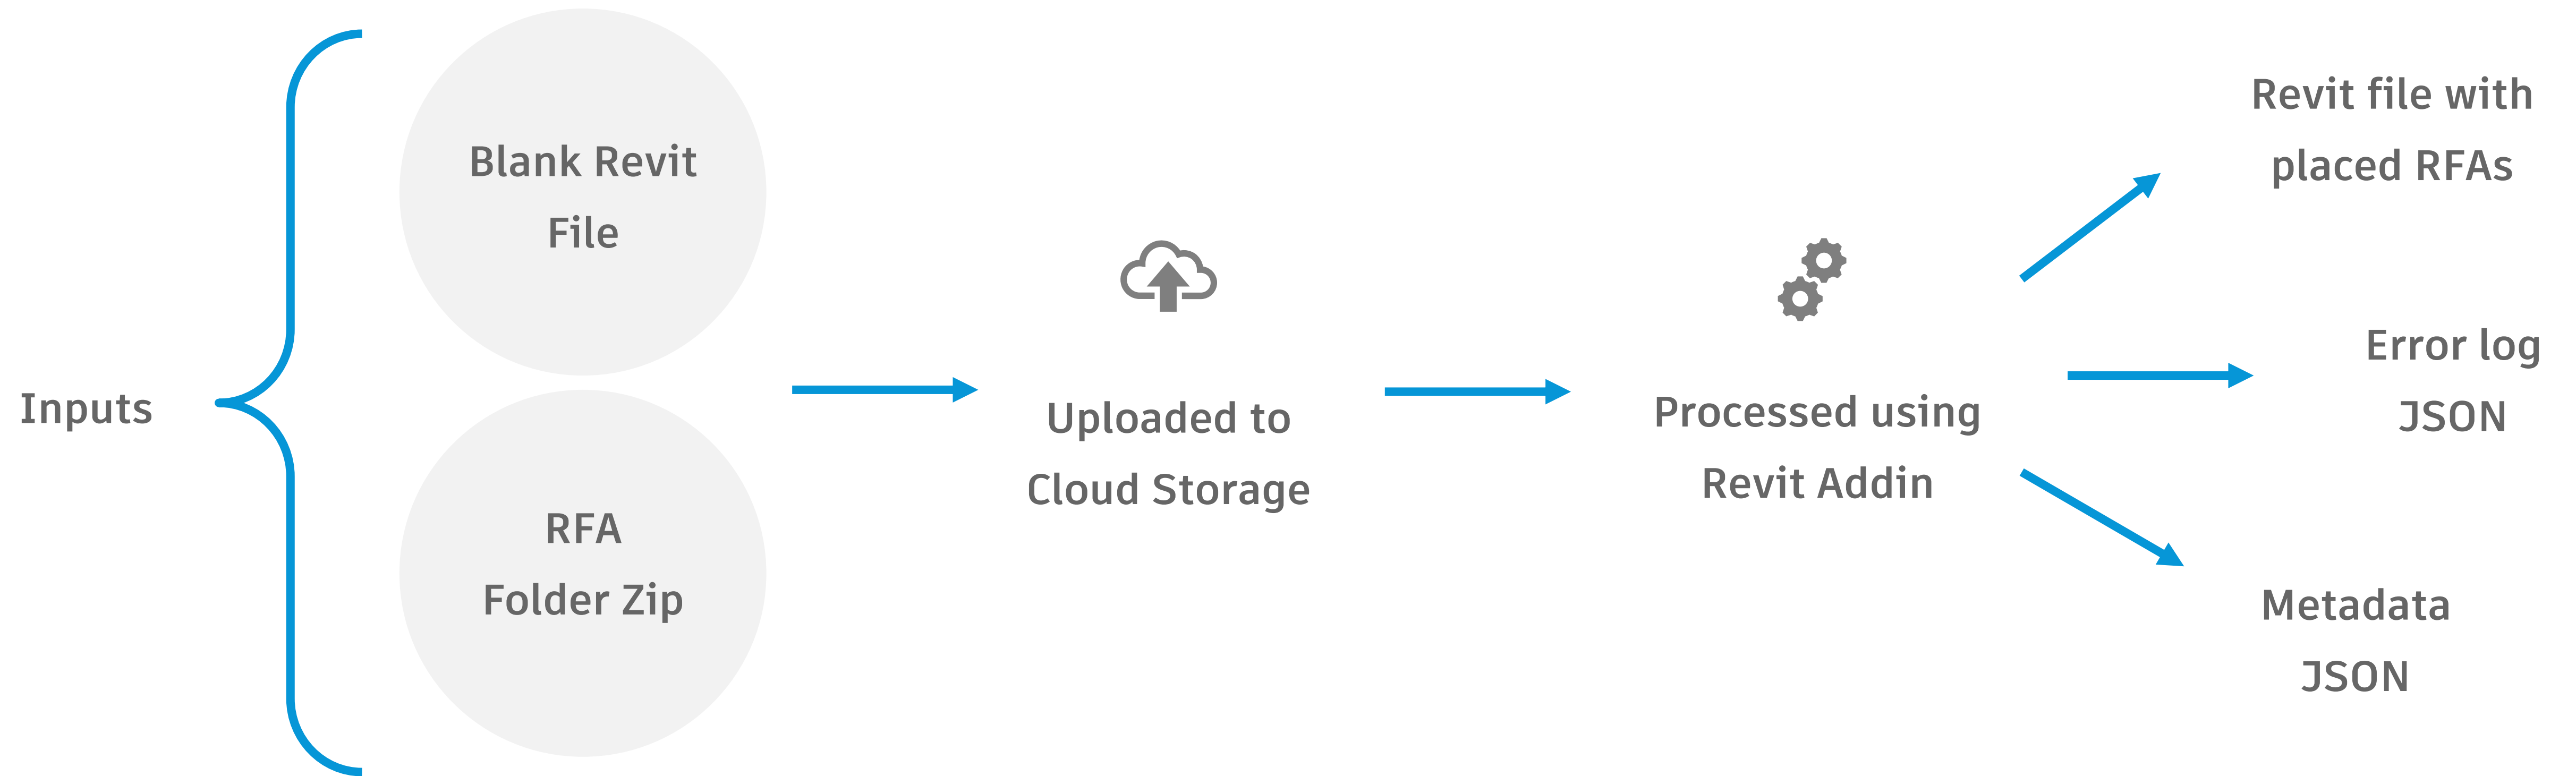 Inputs
Blank Revit
File
RFA
Folder Zip
Uploaded to
Cloud Storage
Processed using
Revit Addin
Revit file with
placed RFAs
Error log
JSON
Metadata
JSON